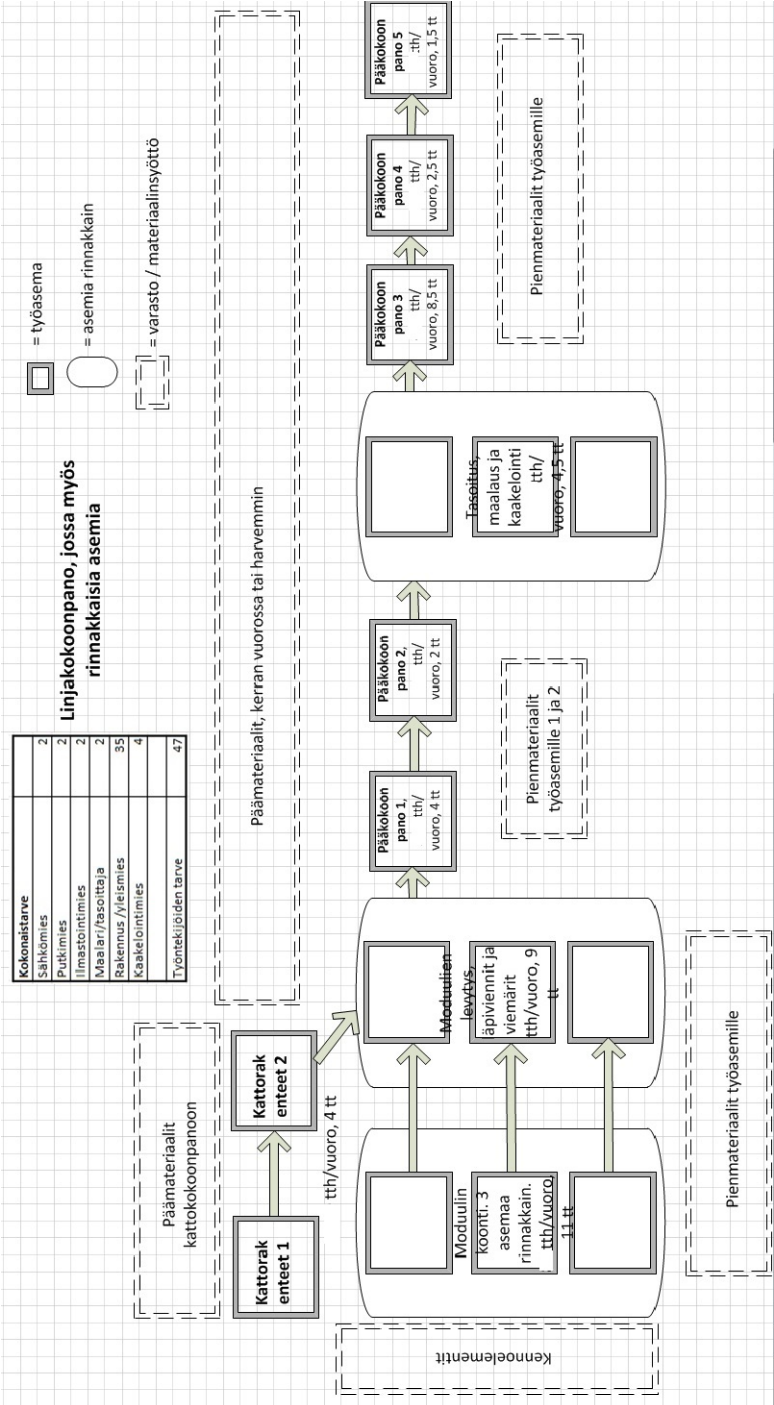 Kokonaistarve
Sähkömies 2
Putkimies 2
Ilmastointimies 2
Maalari/tasoittaja 2
Rakennus /yleismies 35
Kaakelointimies 4
Työntekijöiden tarve 47
Linjakokoonpano, jossa myös
rinnakkaisia asemia
= työasema
= asemia rinnakkain
= varasto / materiaalinsyöttö
Päämateriaalit
kattokokoonpanoon
Päämateriaalit, kerran vuorossa tai harvemmin
Kattorak
enteet 1
Kattorak
enteet 2
tth/vuoro, 4 tt
Kennoelementit
Moduulin
koonti. 3
asemaa
rinnakkain.
tth/vuoro,
11 tt
Moduulien
levytys,
läpiviennit ja
viemärit
tth/vuoro, 9
tt
Pääkokoon
pano 1,
tth/
vuoro, 4 tt
Pääkokoon
pano 2,
tth/
vuoro, 2 tt
Tasoitus,
maalaus ja
kaakelointi
tth/
vuoro, 4,5 tt
Pääkokoon
pano 3
tth/
vuoro, 8,5 tt
Pääkokoon
pano 4
tth/
vuoro, 2,5 tt
Pääkokoon
pano 5
:th/
vuoro, 1,5 tt
Pienmateriaalit työasemille
Pienmateriaalit
työasemille 1 ja 2
Pienmateriaalit työasemille